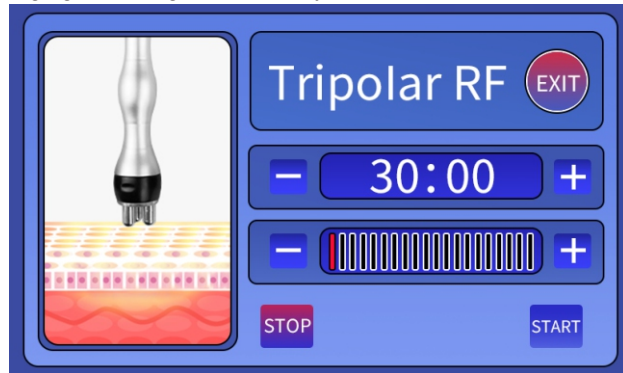 Tripolar RF
EXIT
− 30:00 +
− +
STOP
START